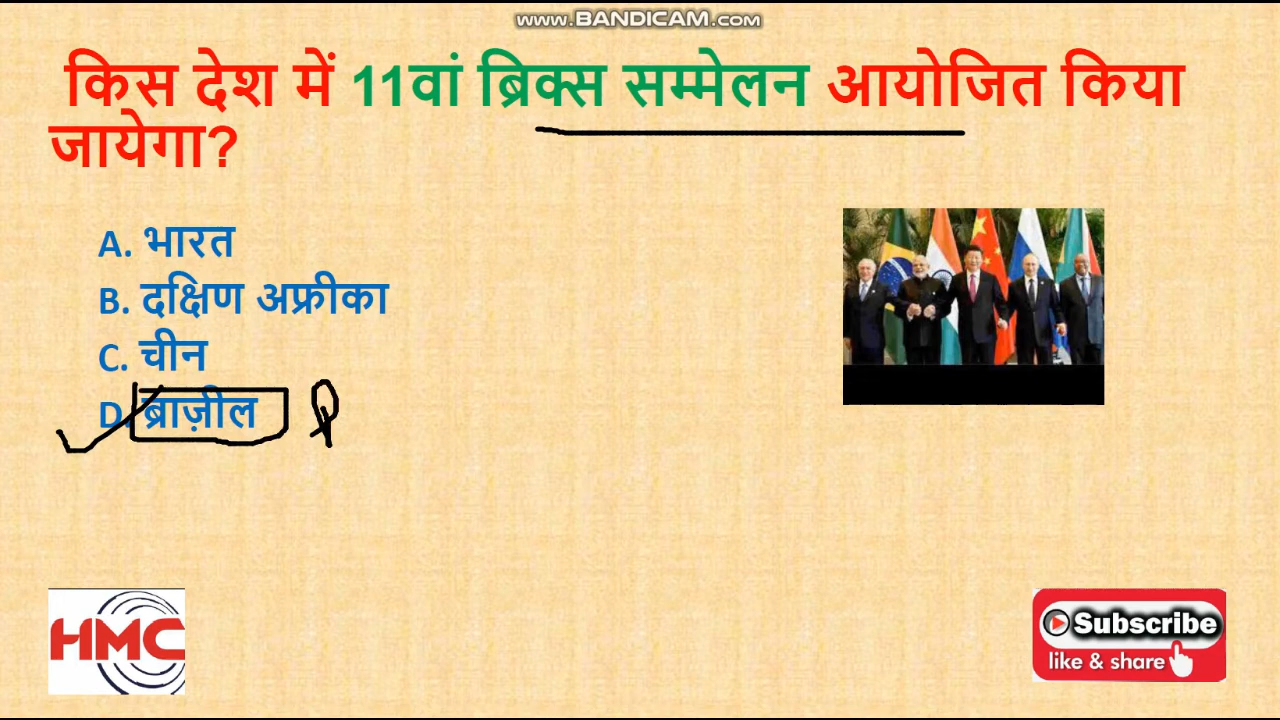 www.BANDICAM.com
किस देश में 11वां ब्रिक्स सम्मेलन आयोजित किया
जायेगा?
A. भारत
B. दक्षिण अफ्रीका
C. चीन
D. ब्राज़ील
HMC
Subscribe
like & share